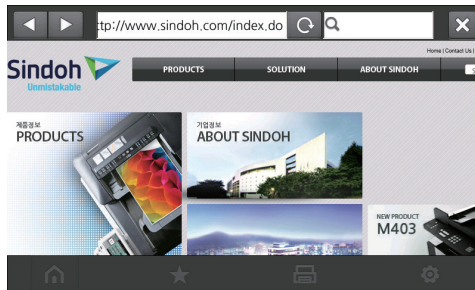 ttp://www.sindoh.com/index.do
Home | Contact Us |
Sindoh
Unmistakable
PRODUCTS
SOLUTION
ABOUT SINDOH
제품정보
PRODUCTS
기업정보
ABOUT SINDOH
NEW PRODUCT
M403